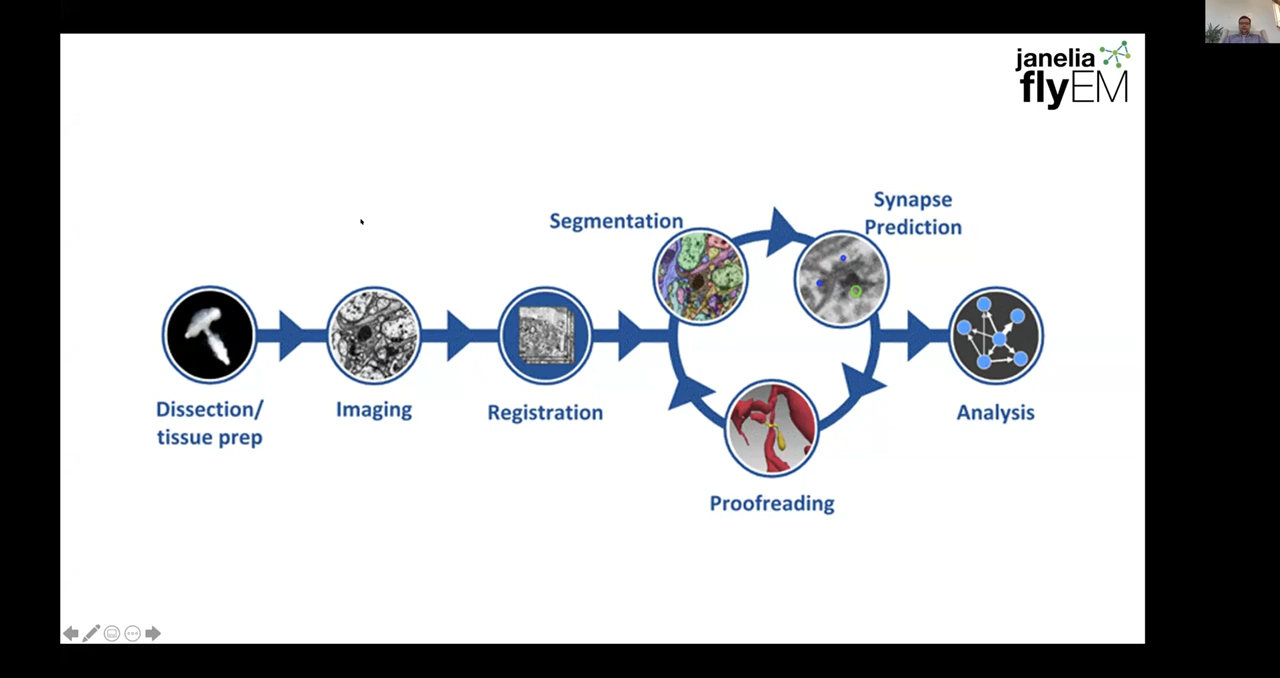 janelia
flyEM
Segmentation
Synapse
Prediction
Dissection/
tissue prep
Imaging
Registration
Analysis
Proofreading